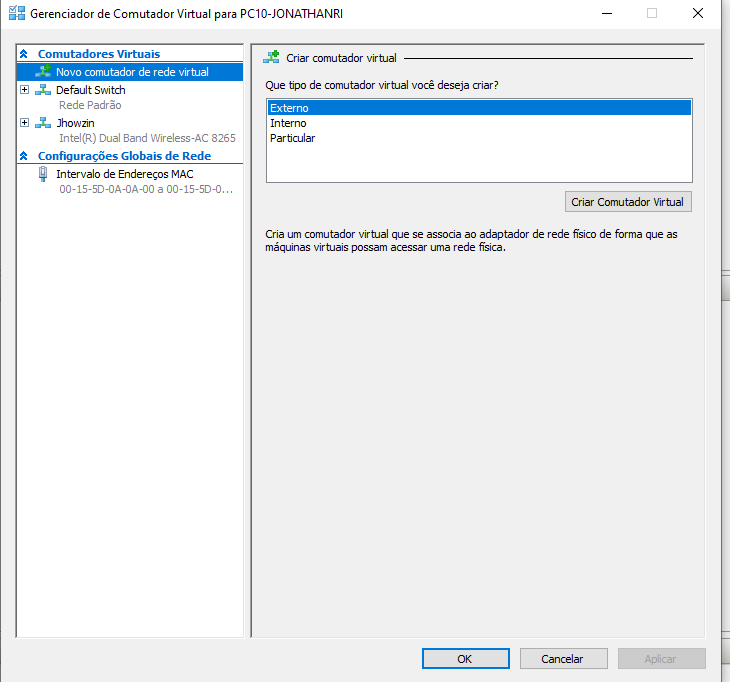 Gerenciador de Comutador Virtual para PC10-JONATHANRI
Comutadores Virtuais
Novo comutador de rede virtual
Default Switch
Rede Padrão
Jhowzin
Intel(R) Dual Band Wireless-AC 8265
Configurações Globais de Rede
Intervalo de Endereços MAC
00-15-5D-0A-0A-00 a 00-15-5D-0...
Criar comutador virtual
Que tipo de comutador virtual você deseja criar?
Externo
Interno
Particular
Criar Comutador Virtual
Cria um comutador virtual que se associa ao adaptador de rede físico de forma que as
máquinas virtuais possam acessar uma rede física.
OK
Cancelar
Aplicar